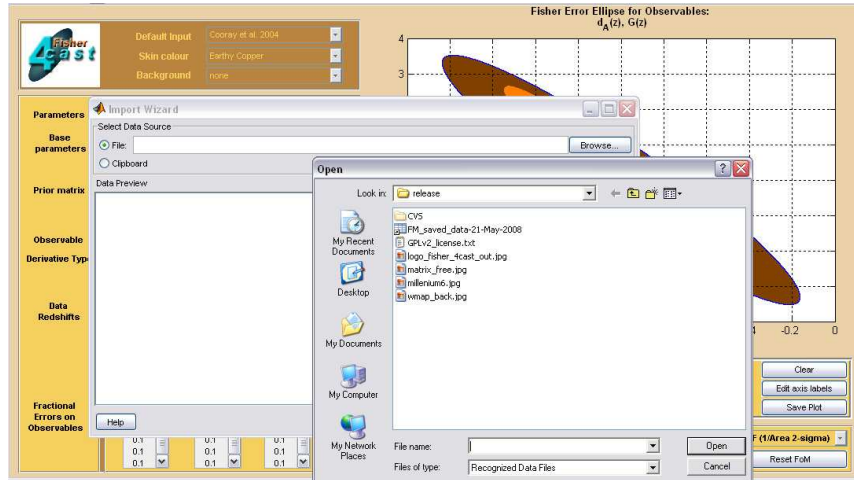 Fisher Error Ellipse for Observables:
d_A(z), G(z)
Fisher
4cast
Default Input
Cooray et al. 2004
Skin colour
Earthy Copper
Background
none
4
3
-0.2
0
Parameters
Base
parameters
Prior matrix
Observable
Derivative Typ
Data
Redshifts
Fractional
Errors on
Observables
Import Wizard
Select Data Source
File:
Browse...
Clipboard
Data Preview
Help
Open
Look in:
release
My Recent
Documents
Desktop
My Documents
My Computer
My Network
Places
CVS
FM_saved_data-21-May-2008
GPLv2_license.txt
logo_fisher_4cast_out.jpg
matrix_free.jpg
millenium6.jpg
wmap_back.jpg
File name:
Open
Files of type:
Recognized Data Files
Cancel
Clear
Edit axis labels
Save Plot
F (1/Area 2-sigma)
Reset FoM
0.1 0.1 0.1
0.1 0.1 0.1
0.1 0.1 0.1